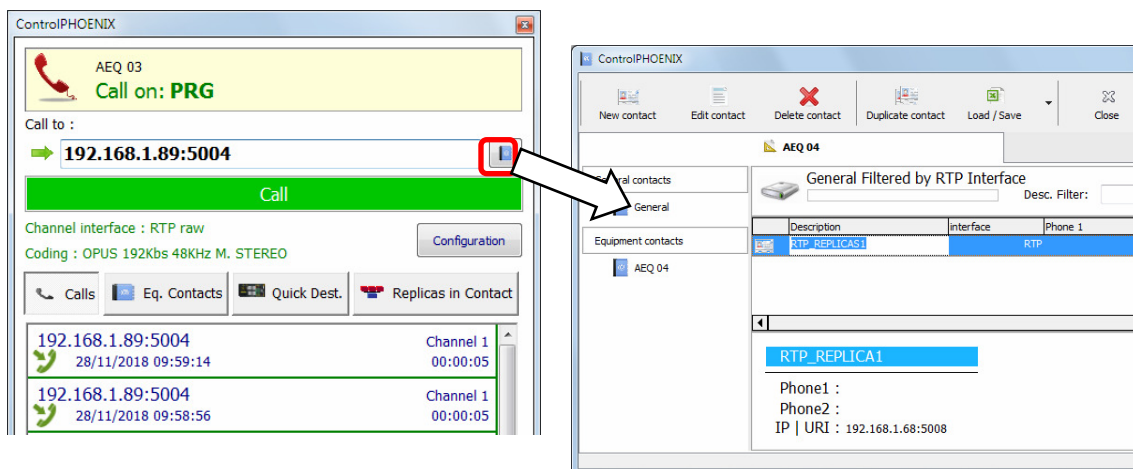 ControlPHOENIX
AEQ 03
Call on: PRG
Call to :
192.168.1.89:5004
Call
Channel interface : RTP raw
Coding : OPUS 192Kbs 48KHz M. STEREO
Configuration
Calls
Eq. Contacts
Quick Dest.
Replicas in Contact
192.168.1.89:5004
Channel 1
28/11/2018 09:59:14
00:00:05
192.168.1.89:5004
Channel 1
28/11/2018 09:58:56
00:00:05
ControlPHOENIX
New contact
Edit contact
Delete contact
Duplicate contact
Load / Save
Close
AEQ 04
contacts
General
Equipment contacts
AEQ 04
General Filtered by RTP Interface
Desc. Filter:
Description
interface
Phone 1
RTP_REPLICAS1
RTP
RTP_REPLICA1
Phone1 :
Phone2 :
IP | URI : 192.168.1.68:5008